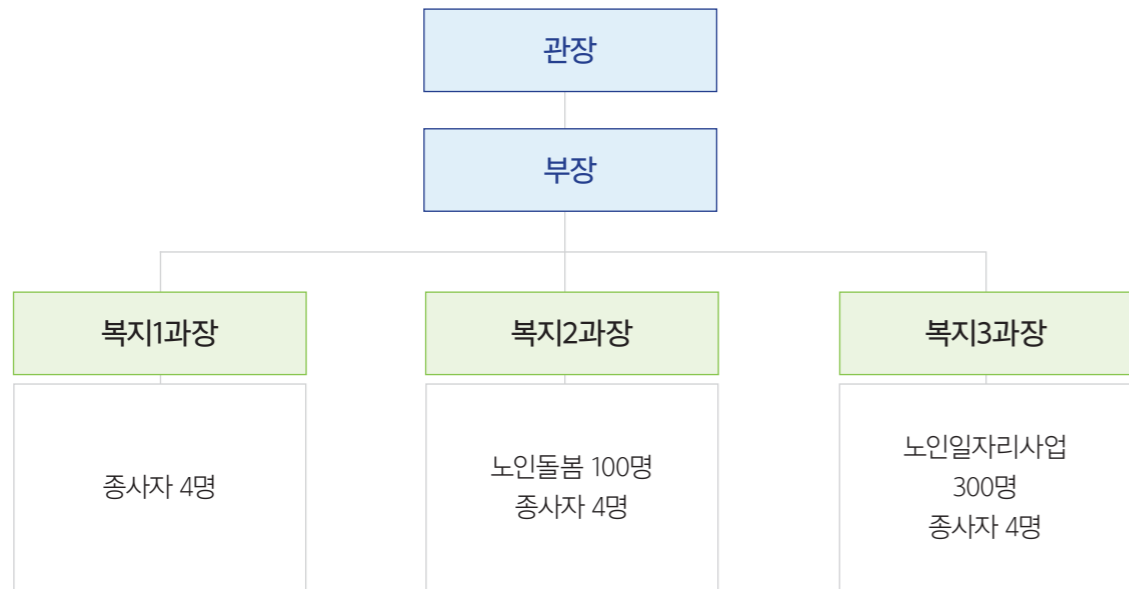 관장
부장
복지1과장
복지2과장
복지3과장
종사자 4명
노인돌봄 100명
종사자 4명
노인일자리사업
300명
종사자 4명